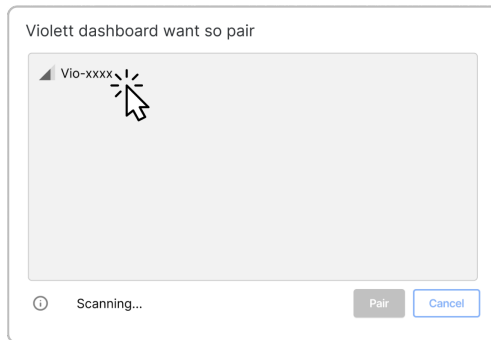 Violett dashboard want so pair
Vio-xxxx
Scanning...
Pair
Cancel